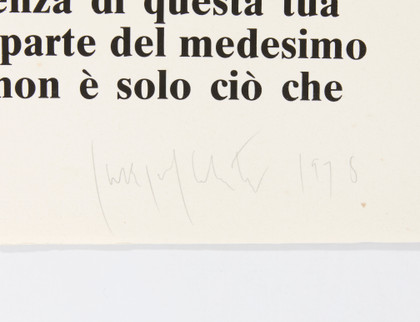 enza di questa tua
parte del medesimo
non è solo ciò che
1978